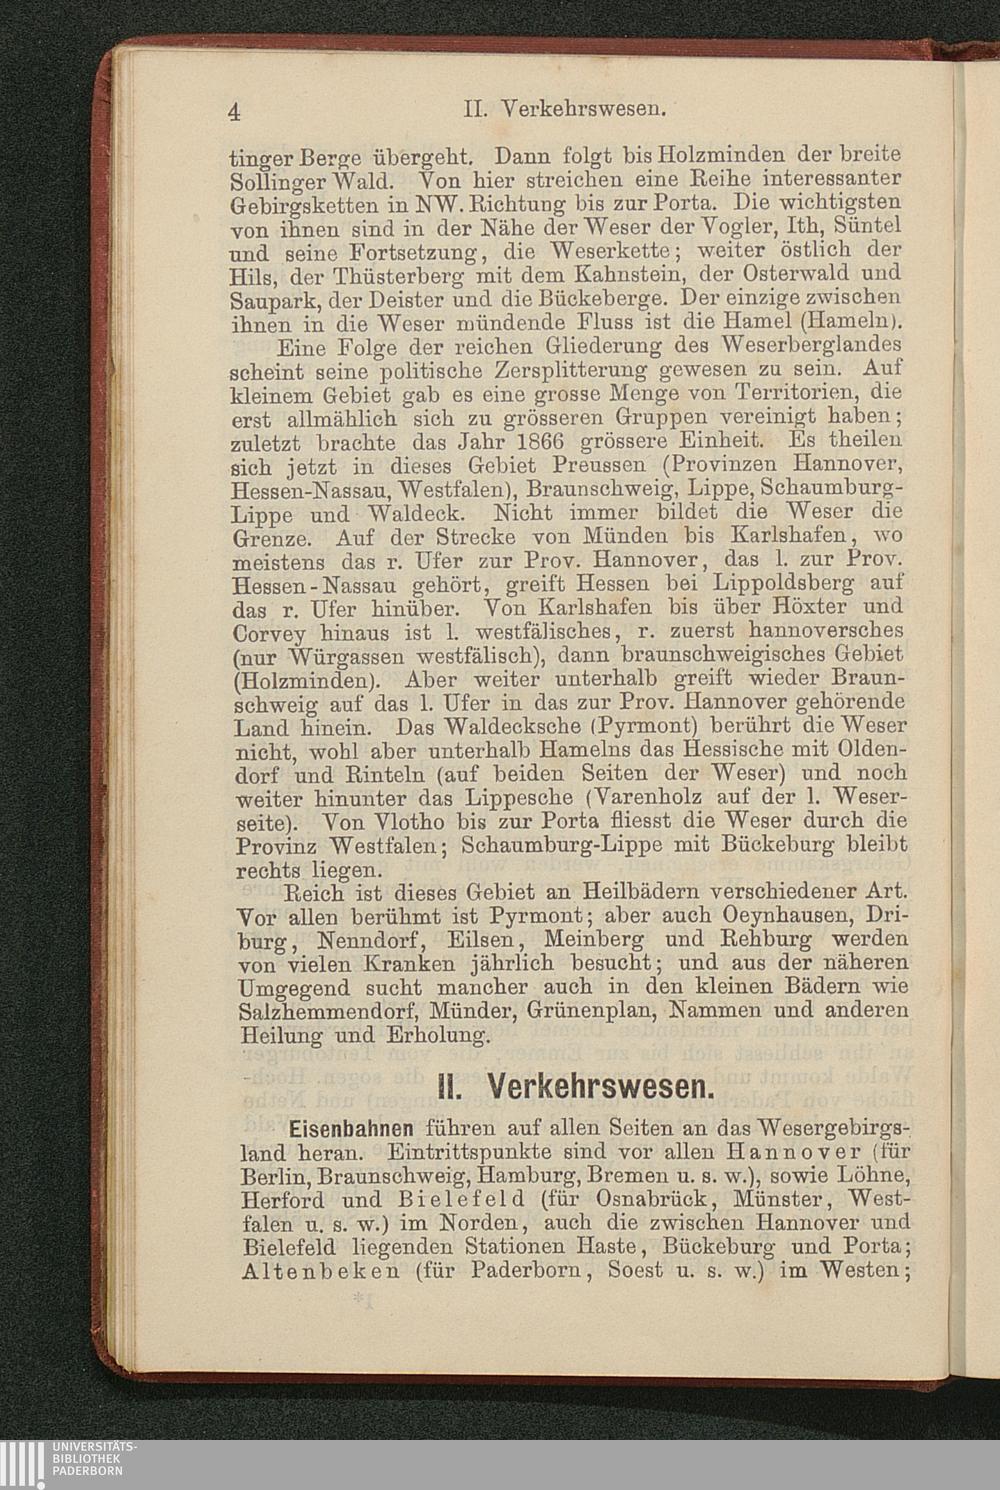 4 II. Verkehrswesen.
tinger Berge übergeht. Dann folgt bis Holzminden der breite
Sollinger Wald. Von hier streichen eine Reihe interessanter
Gebirgsketten in NW. Richtung bis zur Porta. Die wichtigsten
von ihnen sind in der Nähe der Weser der Vogler, Ith, Süntel
und seine Fortsetzung, die Weserkette; weiter östlich der
Hils, der Thüsterberg mit dem Kahnstein, der Osterwald und
Saupark, der Deister und die Bückeberge. Der einzige zwischen
ihnen in die Weser mündende Fluss ist die Hamel (Hameln).
Eine Folge der reichen Gliederung des Weserberglandes
scheint seine politische Zersplitterung gewesen zu sein. Auf
kleinem Gebiet gab es eine grosse Menge von Territorien, die
erst allmählich sich zu grösseren Gruppen vereinigt haben;
zuletzt brachte das Jahr 1866 grössere Einheit. Es theilen
sich jetzt in dieses Gebiet Preussen (Provinzen Hannover,
Hessen-Nassau, Westfalen), Braunschweig, Lippe, Schaumburg-
Lippe und Waldeck. Nicht immer bildet die Weser die
Grenze. Auf der Strecke von Münden bis Karlshafen, wo
meistens das r. Ufer zur Prov. Hannover, das l. zur Prov.
Hessen-Nassau gehört, greift Hessen bei Lippoldsberg auf
das r. Ufer hinüber. Von Karlshafen bis über Höxter und
Corvey hinaus ist l. westfälisches, r. zuerst hannoversches
(nur Würgassen westfälisch), dann braunschweigisches Gebiet
(Holzminden). Aber weiter unterhalb greift wieder Braun-
schweig auf das l. Ufer in das zur Prov. Hannover gehörende
Land hinein. Das Waldecksche (Pyrmont) berührt die Weser
nicht, wohl aber unterhalb Hamelns das Hessische mit Olden-
dorf und Rinteln (auf beiden Seiten der Weser) und noch
weiter hinunter das Lippesche (Varenholz auf der l. Weser-
seite). Von Vlotho bis zur Porta fliesst die Weser durch die
Provinz Westfalen; Schaumburg-Lippe mit Bückeburg bleibt
rechts liegen.
Reich ist dieses Gebiet an Heilbädern verschiedener Art.
Vor allen berühmt ist Pyrmont; aber auch Oeynhausen, Dri-
burg, Nenndorf, Eilsen, Meinberg und Rehburg werden
von vielen Kranken jährlich besucht; und aus der näheren
Umgegend sucht mancher auch in den kleinen Bädern wie
Salzhemmendorf, Münder, Grünenplan, Nammen und anderen
Heilung und Erholung.
II. Verkehrswesen.
Eisenbahnen führen auf allen Seiten an das Wesergebirgs-
land heran. Eintrittspunkte sind vor allen Hannover (für
Berlin, Braunschweig, Hamburg, Bremen u. s. w.), sowie Löhne,
Herford und Bielefeld (für Osnabrück, Münster, West-
falen u. s. w.) im Norden, auch die zwischen Hannover und
Bielefeld liegenden Stationen Haste, Bückeburg und Porta;
Altenbeken (für Paderborn, Soest u. s. w.) im Westen;
UNIVERSITÄTS-
BIBLIOTHEK
PADERBORN